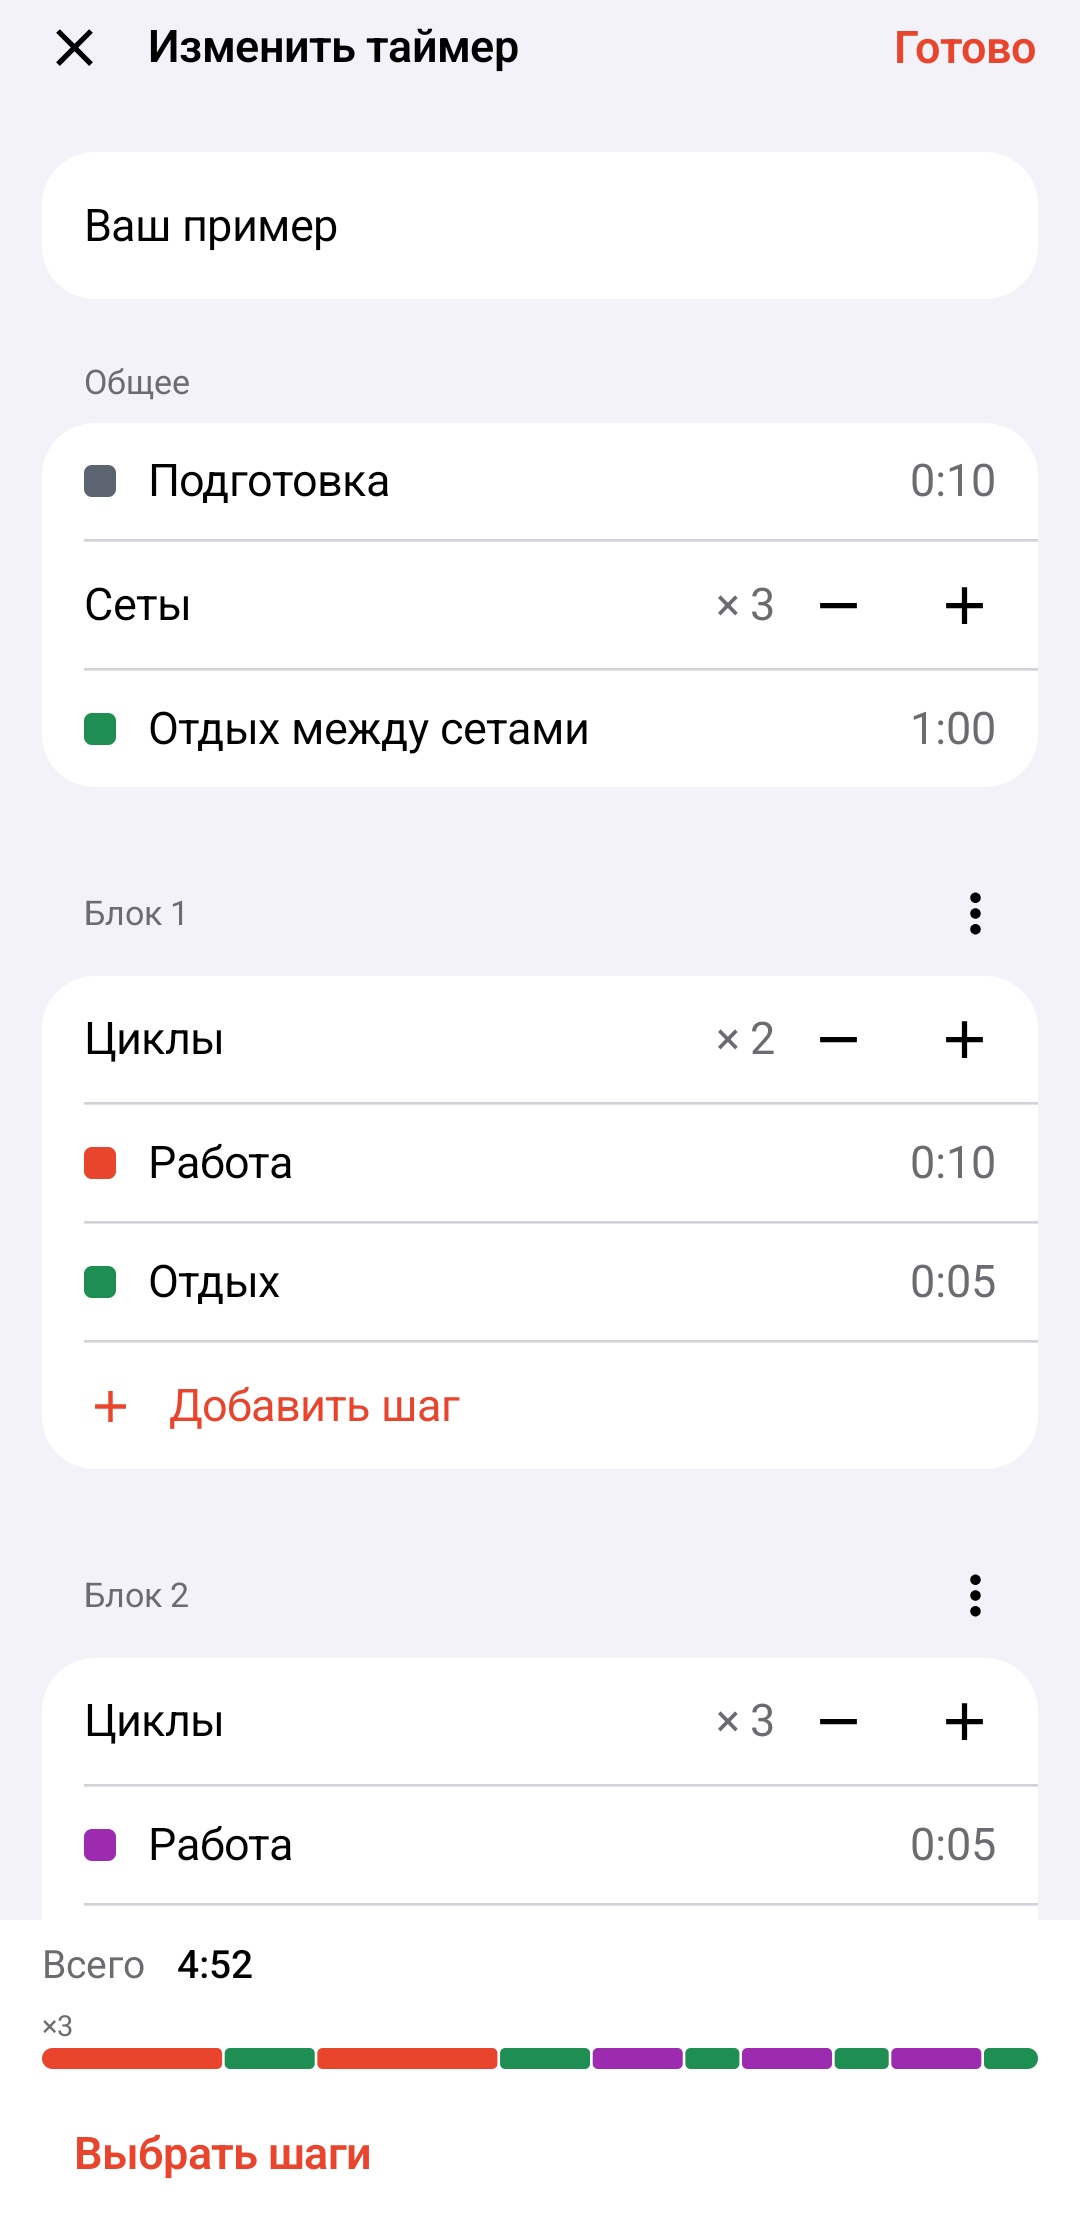 Изменить таймер Готово
Ваш пример
Общее
Подготовка 0:10
Сеты × 3
Отдых между сетами 1:00
Блок 1
Циклы × 2
Работа 0:10
Отдых 0:05
Добавить шаг
Блок 2
Циклы × 3
Работа 0:05
Всего 4:52
×3
Выбрать шаги